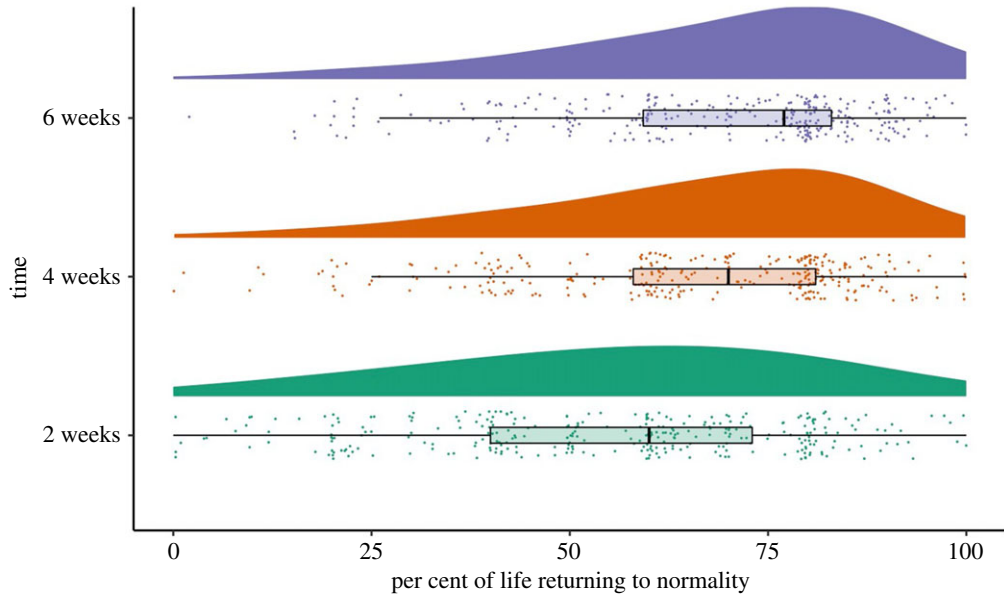 6 weeks
4 weeks
2 weeks
time
0 25 50 75 100
per cent of life returning to normality